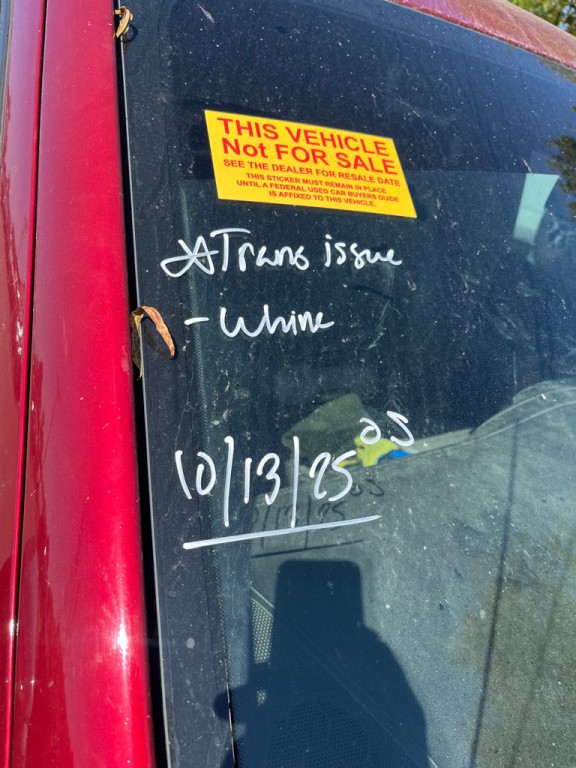 THIS VEHICLE
Not FOR SALE
SEE THE DEALER FOR RESALE DATE
THIS STICKER MUST REMAIN IN PLACE
UNTIL A FEDERAL USED CAR BUYERS GUIDE
IS AFFIXED TO THIS VEHICLE.
☆Trans issue
- Whine
10/13/25 DS